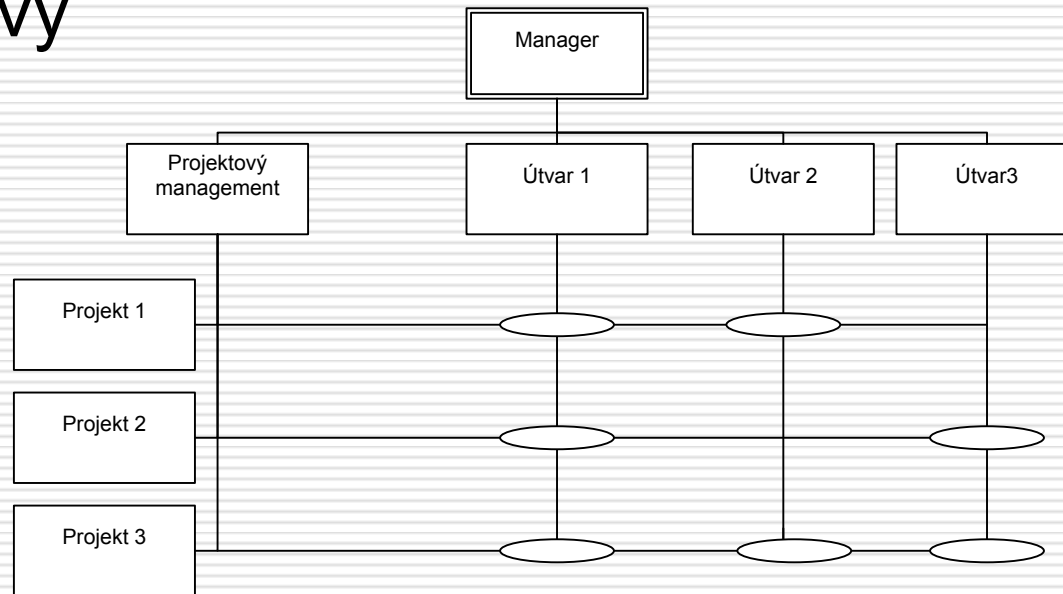 vy
Manager
Projektový
management
Útvar 1
Útvar 2
Útvar3
Projekt 1
Projekt 2
Projekt 3